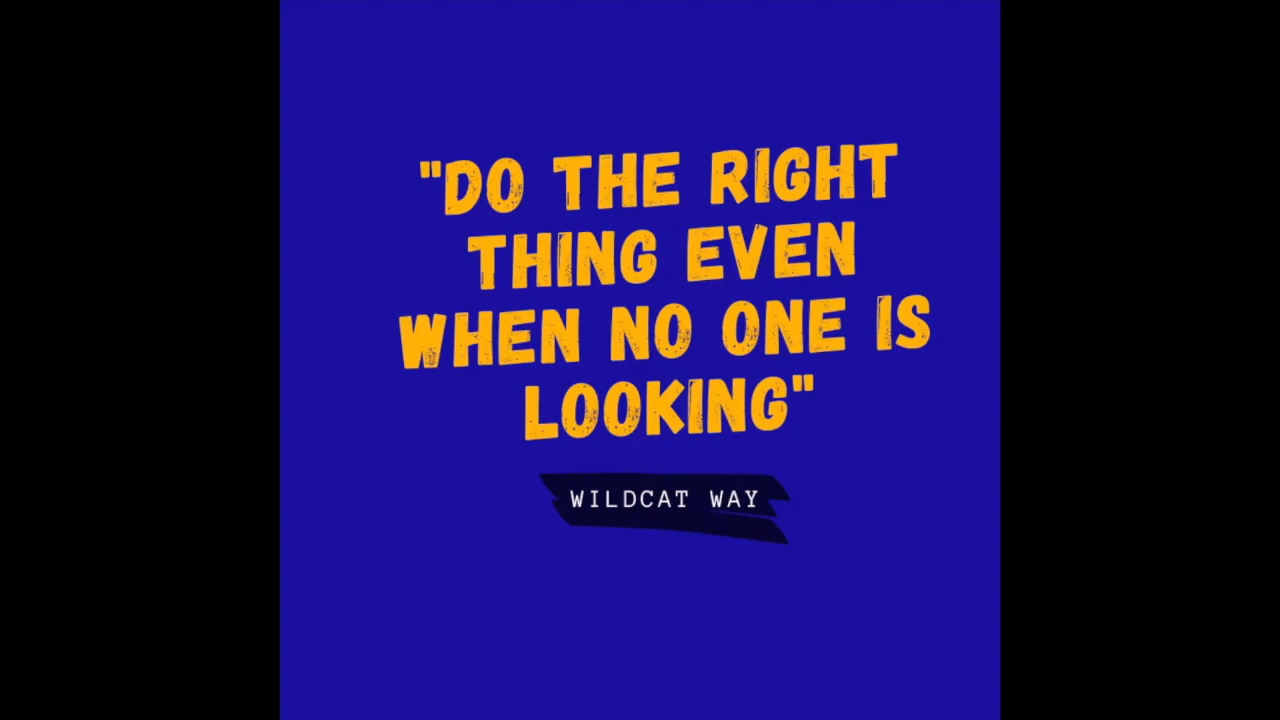 "DO THE RIGHT
THING EVEN
WHEN NO ONE IS
LOOKING"
WILDCAT WAY